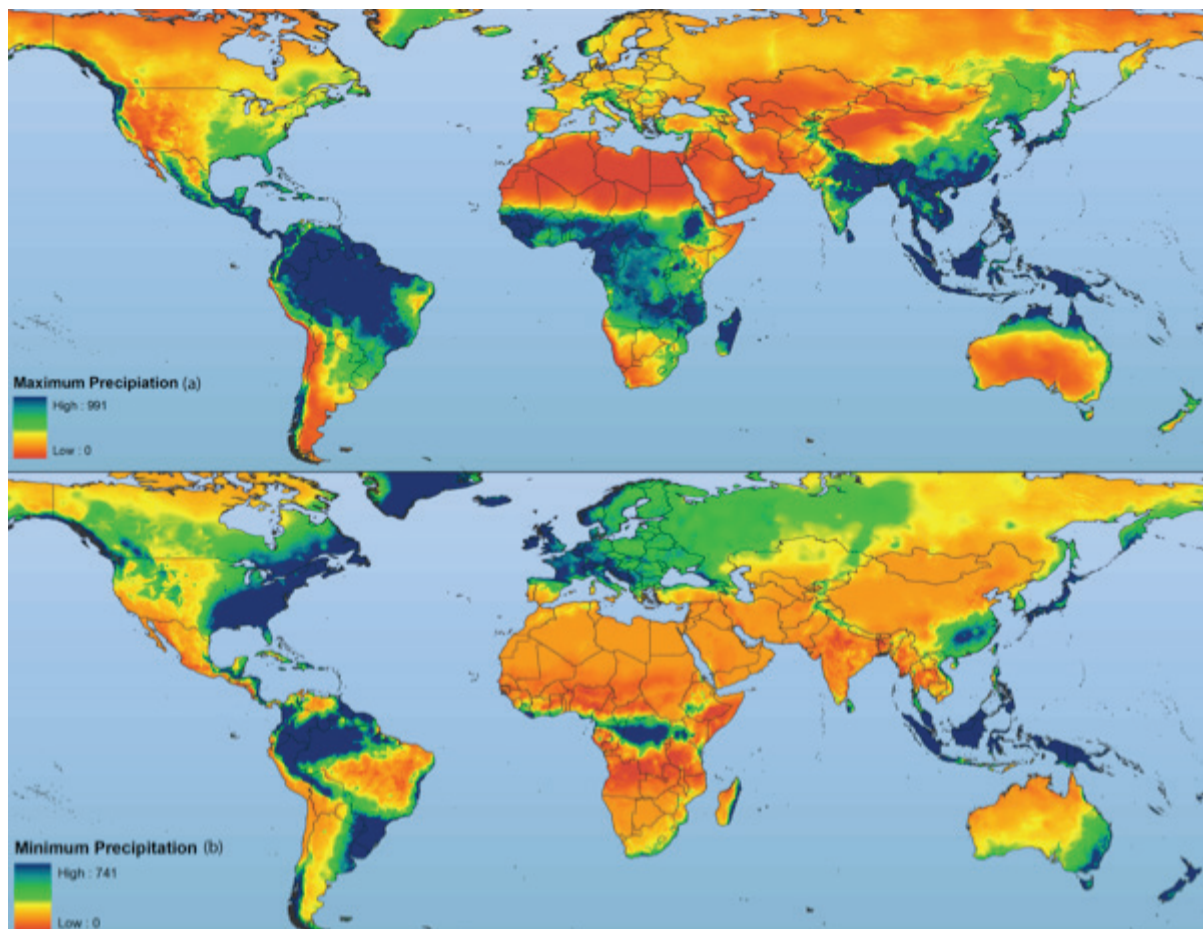 Maximum Precipiation (a)
High : 991
Low : 0
Minimum Precipitation (b)
High : 741
Low : 0